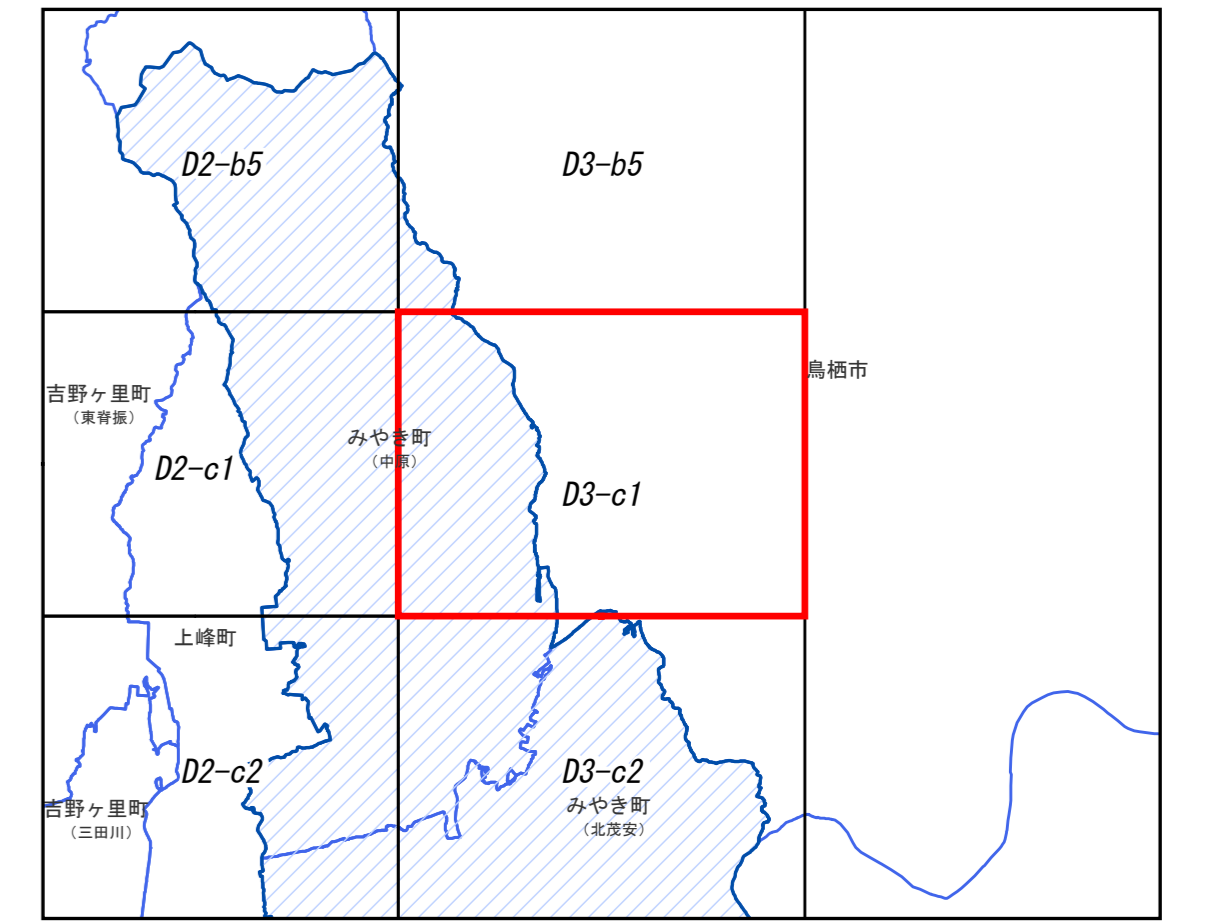 D2-b5
D3-b5
鳥栖市
吉野ヶ里町
（東脊振）
みやき町
（中原）
D2-c1
D3-c1
上峰町
D2-c2
D3-c2
吉野ヶ里町
（三田川）
みやき町
（北茂安）